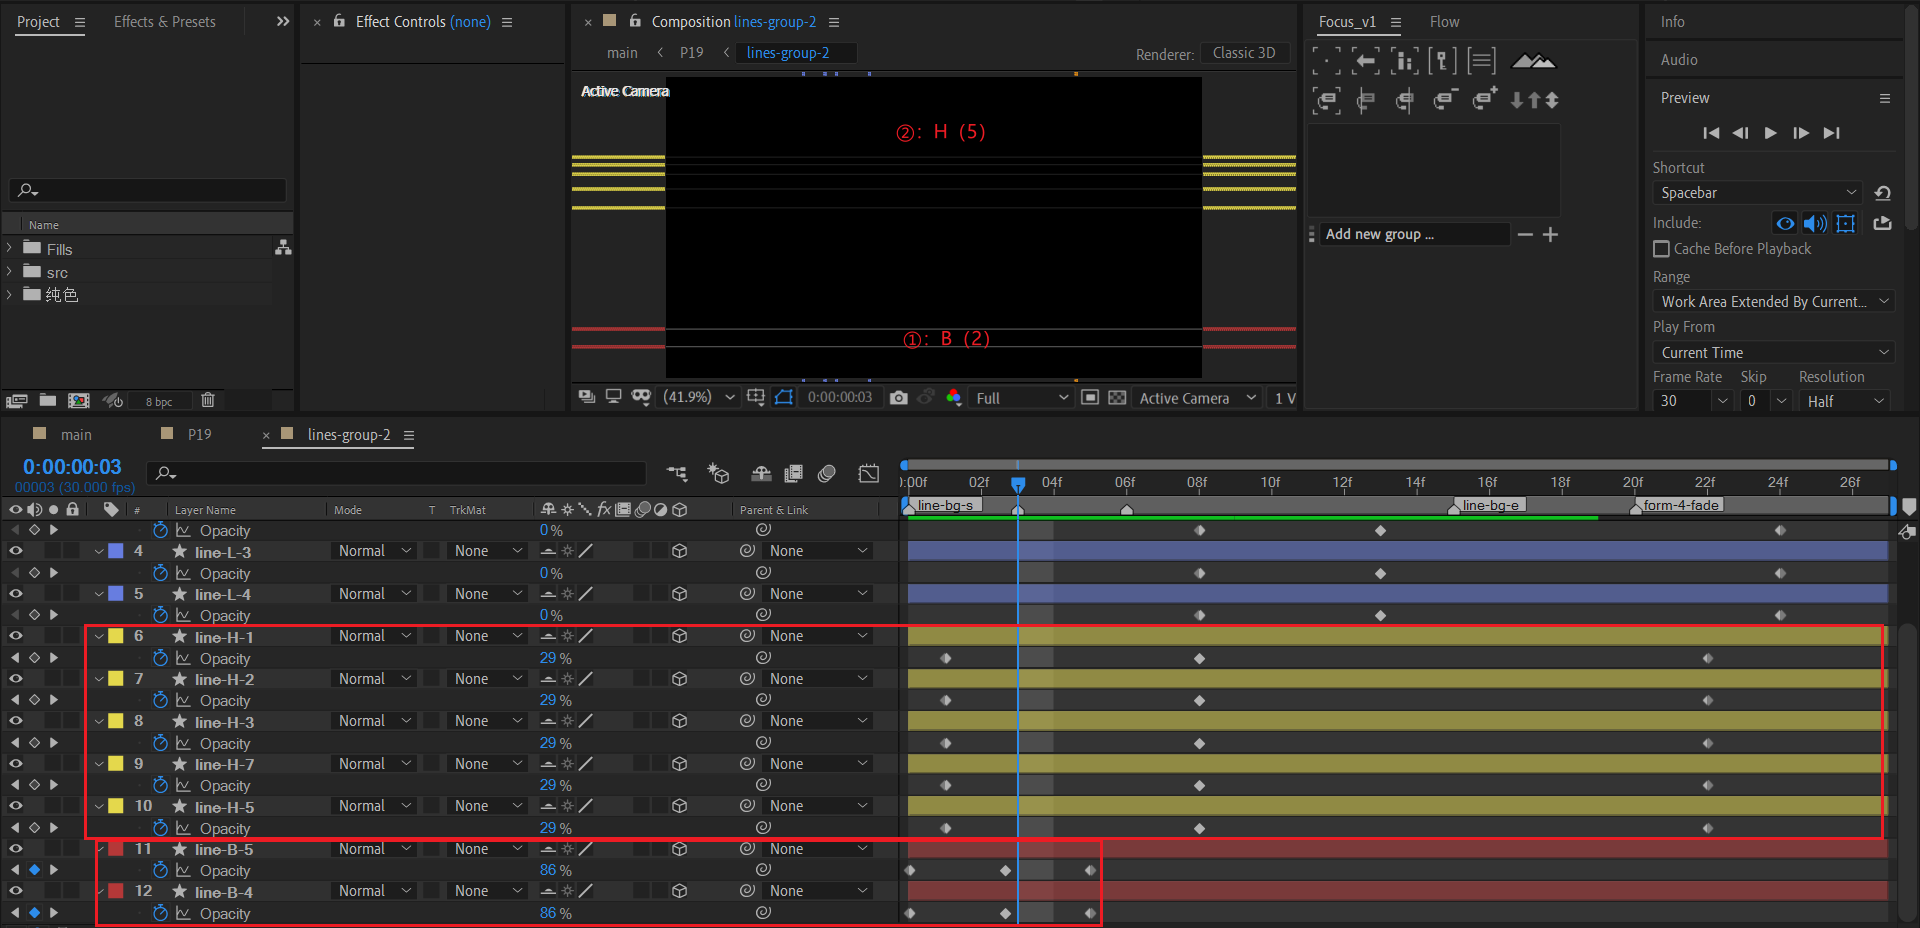 Project
Effects & Presets
Effect Controls (none)
Composition lines-group-2
Focus_v1
Flow
Info
main
P19
lines-group-2
Renderer:
Classic 3D
Audio
Active Camera
Preview
②: H (5)
Shortcut
Spacebar
Name
Include:
Add new group ...
Fills
Cache Before Playback
src
Range
纯色
Work Area Extended By Current...
①: B (2)
Play From
Current Time
Frame Rate
Skip
Resolution
8 bpc
(41.9%)
0:00:00:03
Full
Active Camera
1 V
30
0
Half
main
P19
lines-group-2
0:00:00:03
00003 (30.000 fps)
):00f
02f
04f
06f
08f
10f
12f
14f
16f
18f
20f
22f
24f
26f
#
Layer Name
Mode
T
TrkMat
Parent & Link
line-bg-s
line-bg-e
form-4-fade
Opacity
0 %
4
line-L-3
Normal
None
None
Opacity
0 %
5
line-L-4
Normal
None
None
Opacity
0 %
6
line-H-1
Normal
None
None
Opacity
29 %
7
line-H-2
Normal
None
None
Opacity
29 %
8
line-H-3
Normal
None
None
Opacity
29 %
9
line-H-7
Normal
None
None
Opacity
29 %
10
line-H-5
Normal
None
None
Opacity
29 %
11
line-B-5
Normal
None
None
Opacity
86 %
12
line-B-4
Normal
None
None
Opacity
86 %